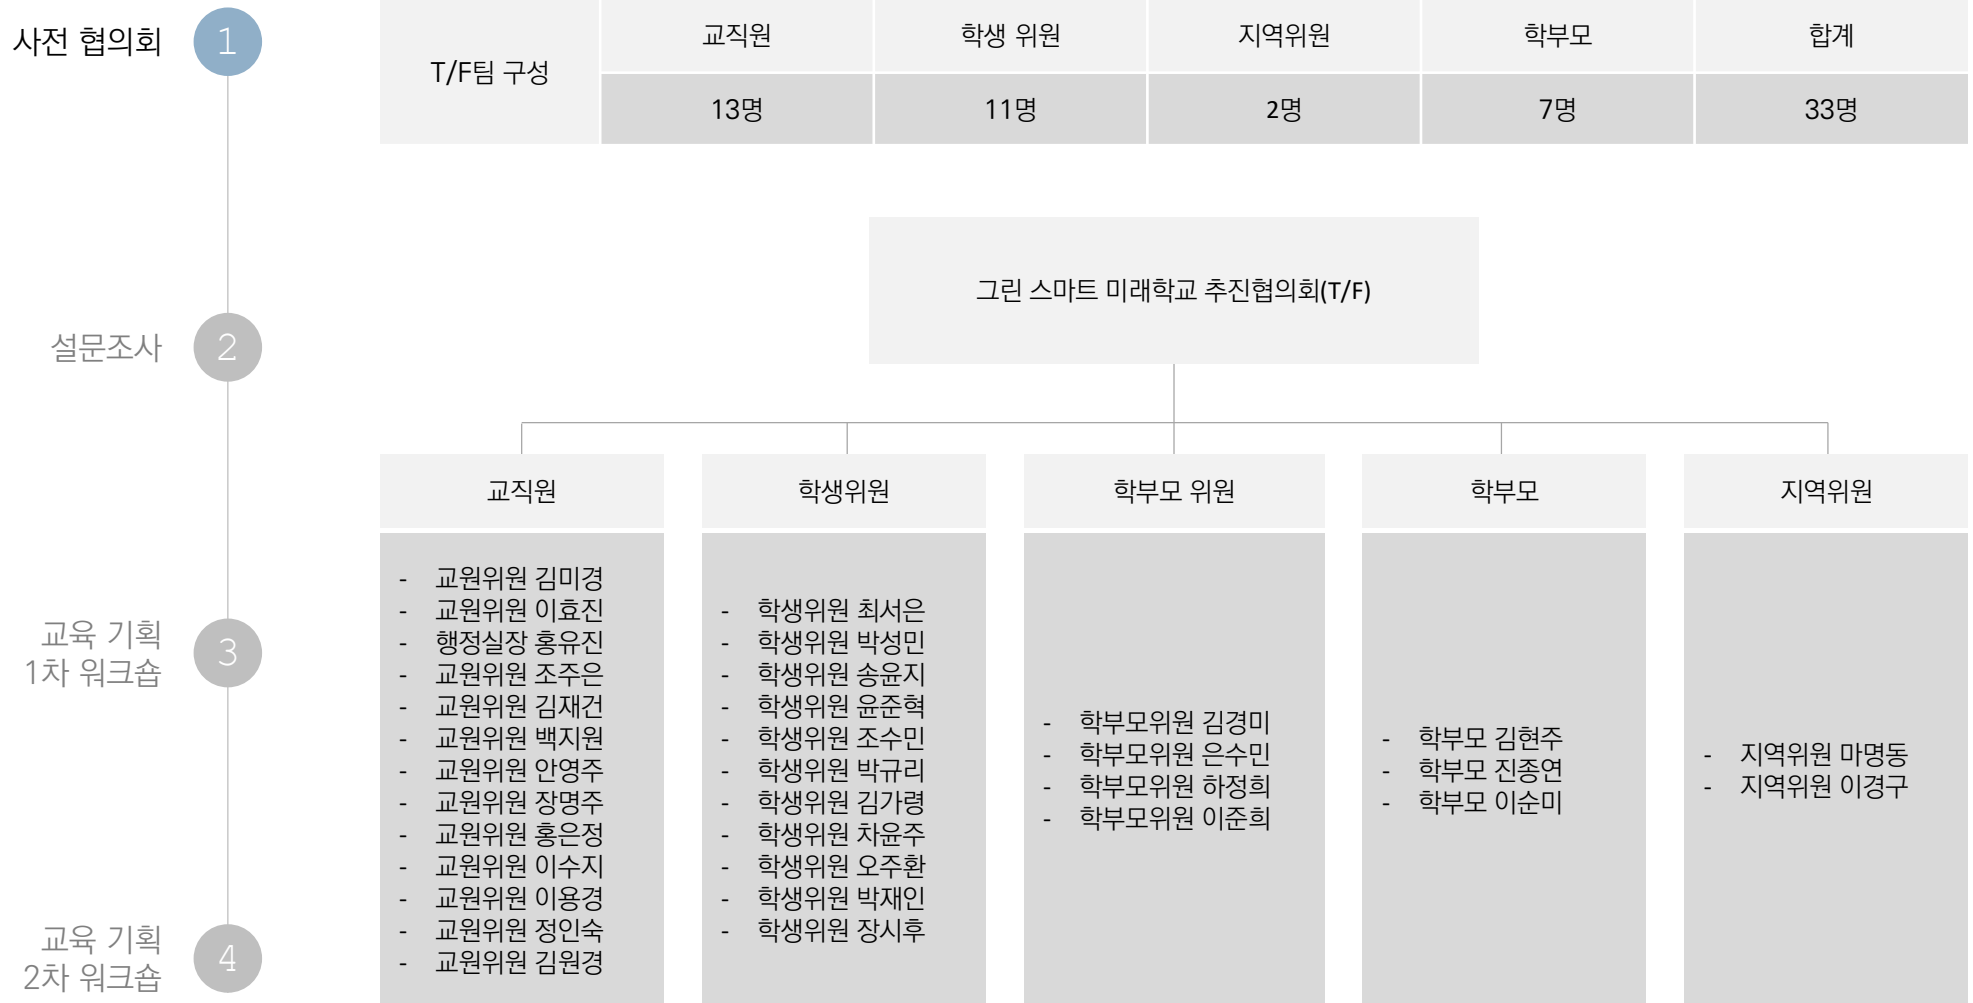 사전 협의회
1
설문조사
2
교육 기획
1차 워크숍
3
교육 기획
2차 워크숍
4
T/F팀 구성
교직원 학생 위원 지역위원 학부모 합계
13명 11명 2명 7명 33명
그린 스마트 미래학교 추진협의회(T/F)
교직원
- 교원위원 김미경
- 교원위원 이효진
- 행정실장 홍유진
- 교원위원 조주은
- 교원위원 김재건
- 교원위원 백지원
- 교원위원 안영주
- 교원위원 장명주
- 교원위원 홍은정
- 교원위원 이수지
- 교원위원 이용경
- 교원위원 정인숙
- 교원위원 김원경
학생위원
- 학생위원 최서은
- 학생위원 박성민
- 학생위원 송윤지
- 학생위원 윤준혁
- 학생위원 조수민
- 학생위원 박규리
- 학생위원 김가령
- 학생위원 차윤주
- 학생위원 오주환
- 학생위원 박재인
- 학생위원 장시후
학부모 위원
- 학부모위원 김경미
- 학부모위원 은수민
- 학부모위원 하정희
- 학부모위원 이준희
학부모
- 학부모 김현주
- 학부모 진종연
- 학부모 이순미
지역위원
- 지역위원 마명동
- 지역위원 이경구